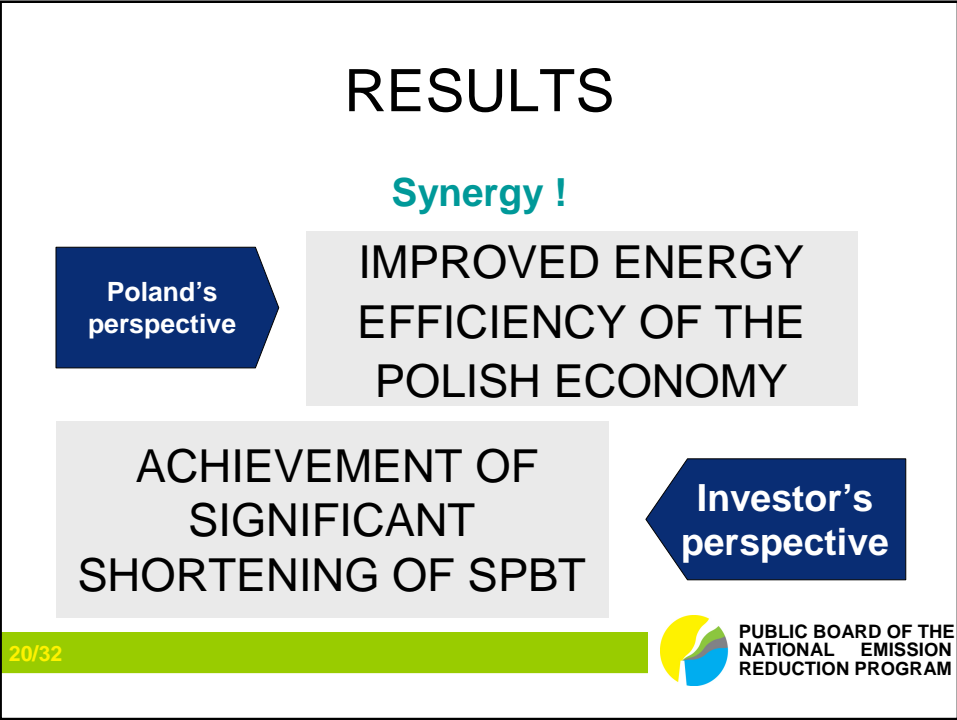 RESULTS
Synergy !
Poland’s
perspective
IMPROVED ENERGY
EFFICIENCY OF THE
POLISH ECONOMY
ACHIEVEMENT OF
SIGNIFICANT
SHORTENING OF SPBT
Investor’s
perspective
20/32
PUBLIC BOARD OF THE
NATIONAL EMISSION
REDUCTION PROGRAM